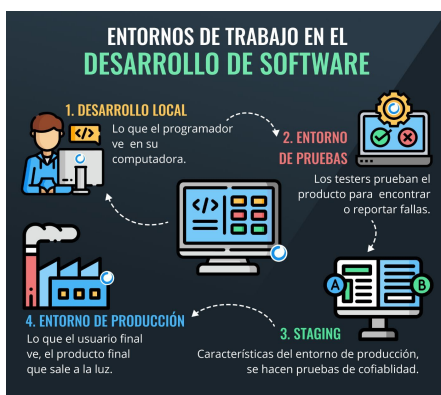 ENTORNOS DE TRABAJO EN EL
DESARROLLO DE SOFTWARE
1. DESARROLLO LOCAL
Lo que el programador
ve en su
computadora.
</>
2. ENTORNO
DE PRUEBAS
Los testers prueban el
producto para encontrar
o reportar fallas.
</>
A
B
3. STAGING
Características del entorno de producción,
se hacen pruebas de cofiablidad.
4. ENTORNO DE PRODUCCIÓN
Lo que el usuario final
ve, el producto final
que sale a la luz.